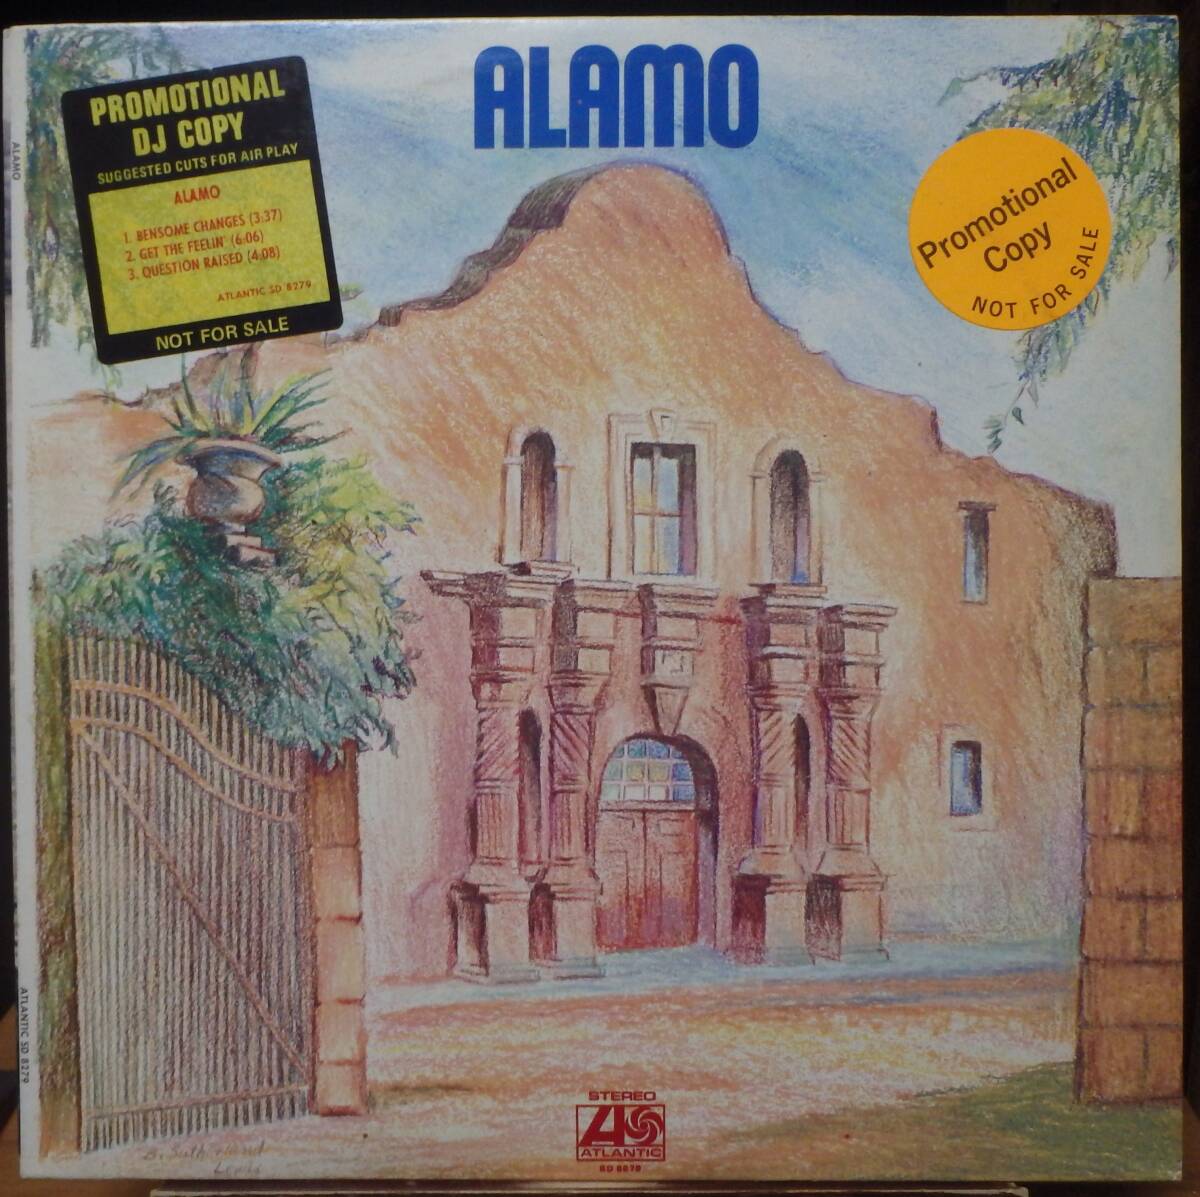 ALAMO
PROMOTIONAL
DJ COPY
SUGGESTED CUTS FOR AIR PLAY
ALAMO
1. BENSOME CHANGES (3:37)
2. GET THE FEELIN' (6:06)
3. QUESTION RAISED (4:08)
ATLANTIC SD 8279
NOT FOR SALE
Promotional
Copy
NOT FOR SALE
ALAMO
ATLANTIC SD 8279
STEREO
ATLANTIC
SD 8279